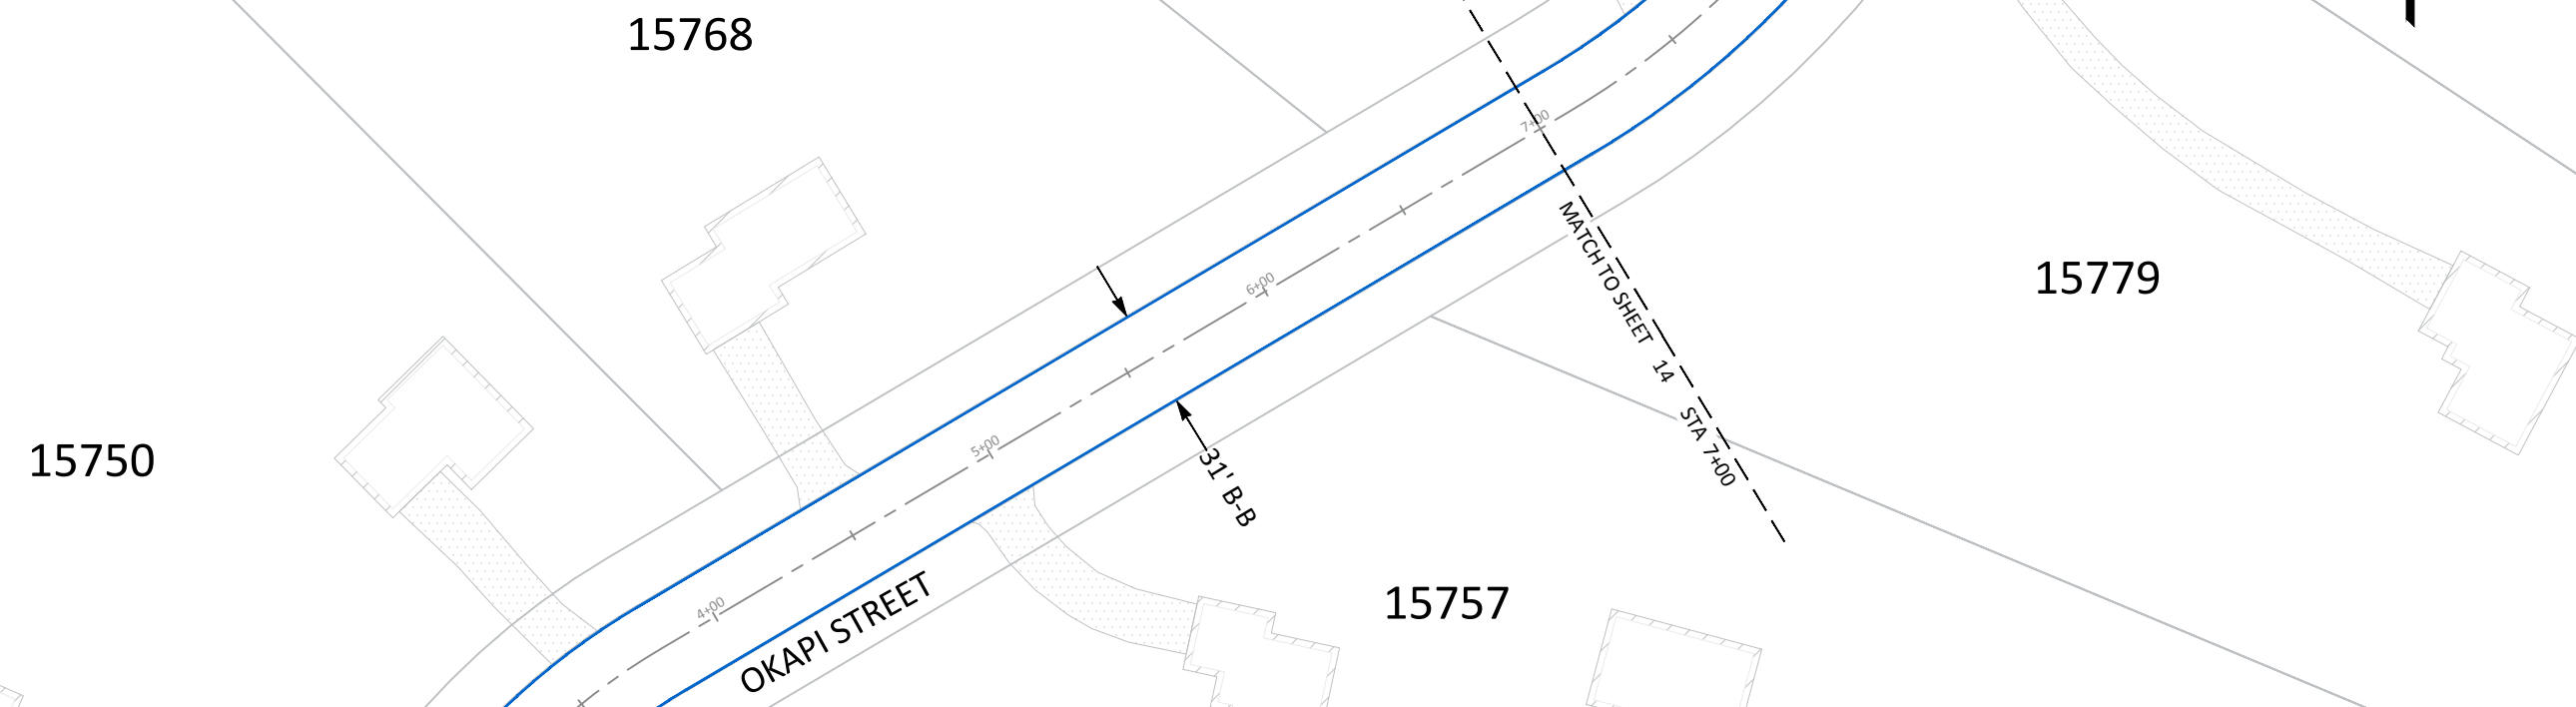 15768
7+00
15779
MATCH TO SHEET 14 STA 7+00
6+00
15750
5+00
31' B-B
4+00
OKAPI STREET
15757